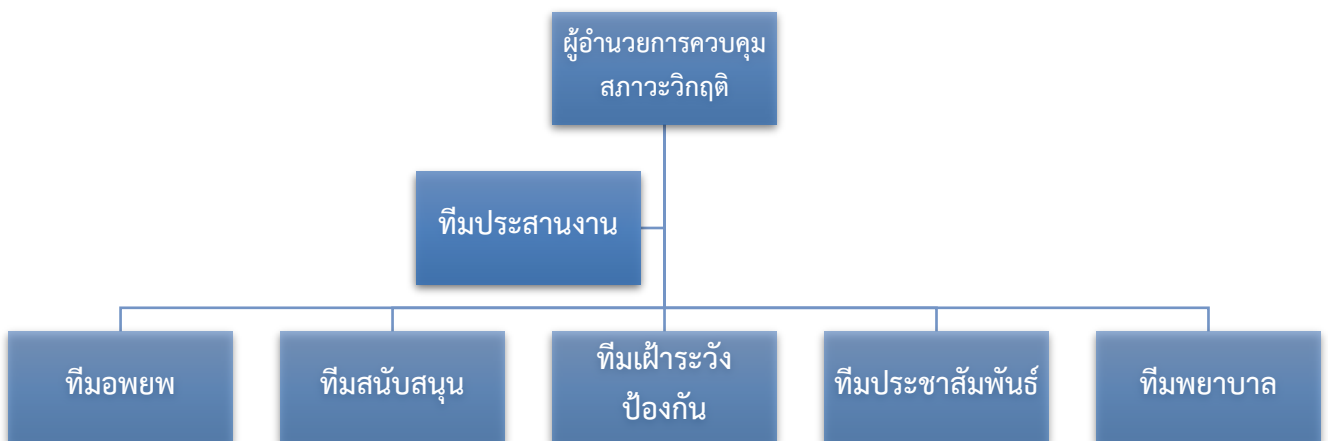 ผู้อำนวยการควบคุม
สภาวะวิกฤติ
ทีมประสานงาน
ทีมอพยพ
ทีมสนับสนุน
ทีมเฝ้าระวัง
ป้องกัน
ทีมประชาสัมพันธ์
ทีมพยาบาล